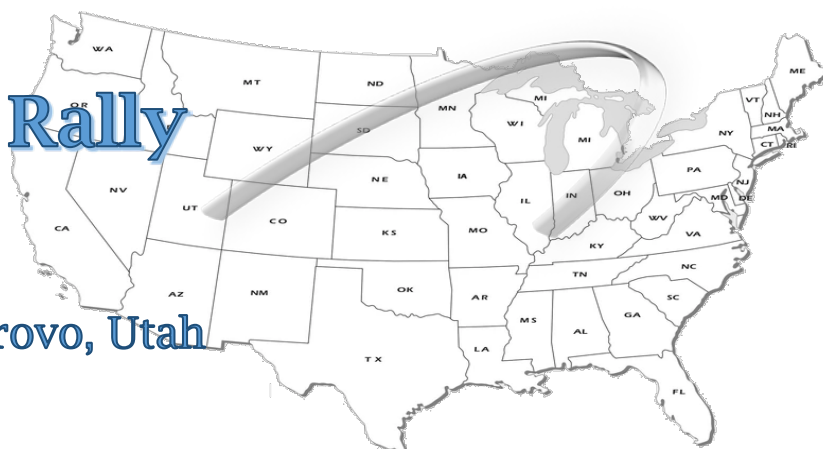 WA
MT
ND
ME
OR
Rally
MN
MI
VT
NH
WI
MI
NY
MA
SD
CT
RI
WY
IA
PA
NE
NJ
NV
UT
CO
IL
IN
OH
MD
DE
WV
CA
KS
MO
VA
KY
NC
TN
AZ
NM
OK
AR
SC
MS
AL
GA
rovo, Utah
LA
TX
FL